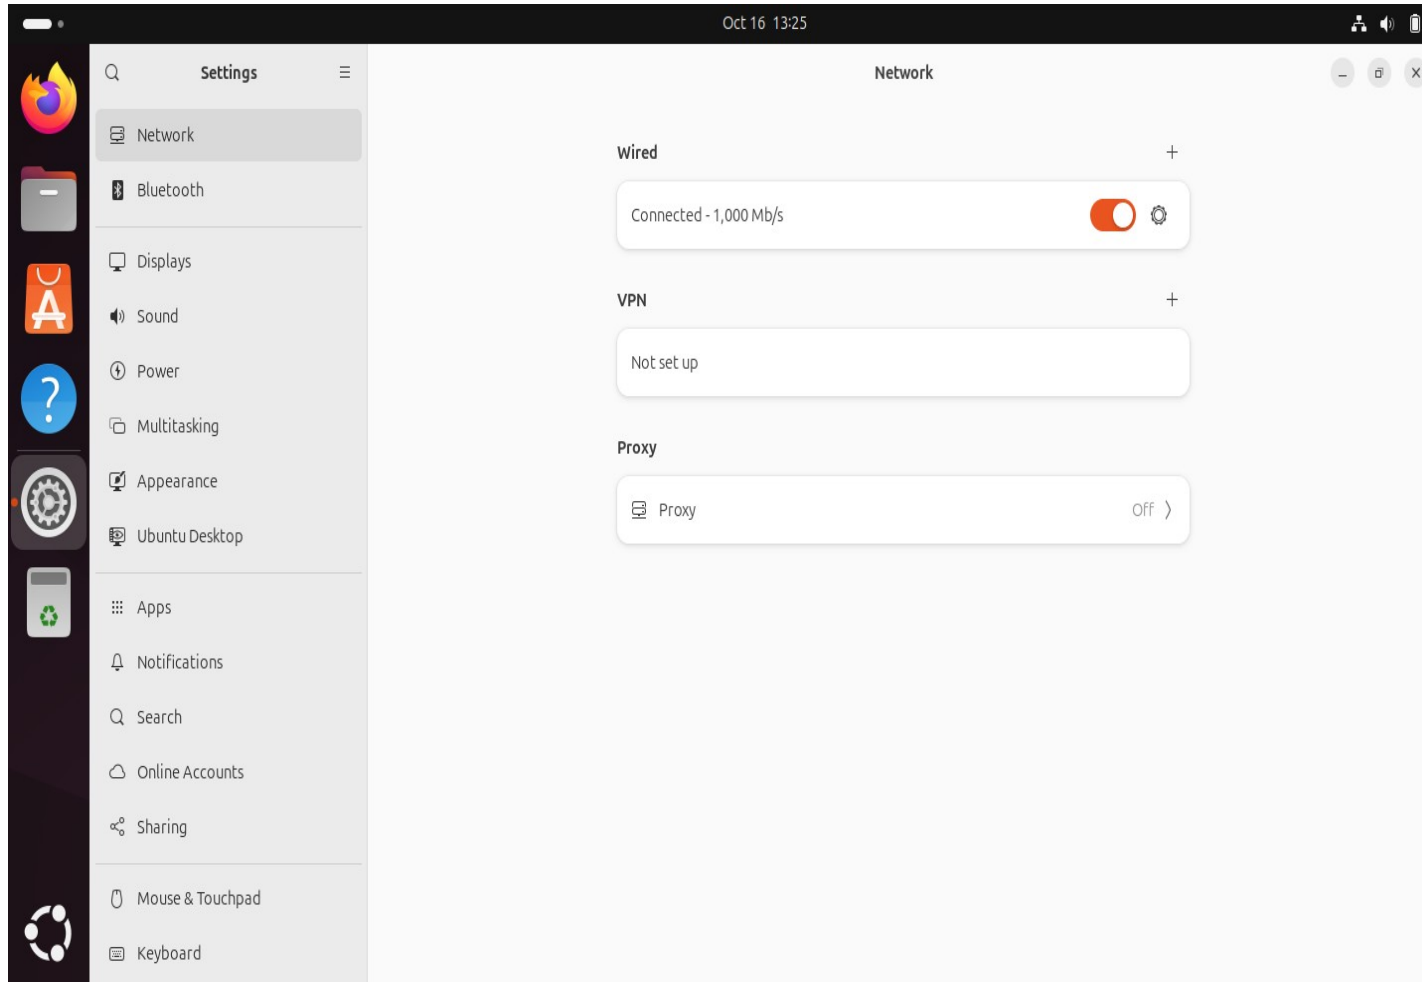 Oct 16 13:25
Settings
Network
Bluetooth
Displays
Sound
Power
Multitasking
Appearance
Ubuntu Desktop
Apps
Notifications
Search
Online Accounts
Sharing
Mouse & Touchpad
Keyboard
Network
Wired
Connected - 1,000 Mb/s
VPN
Not set up
Proxy
Proxy Off